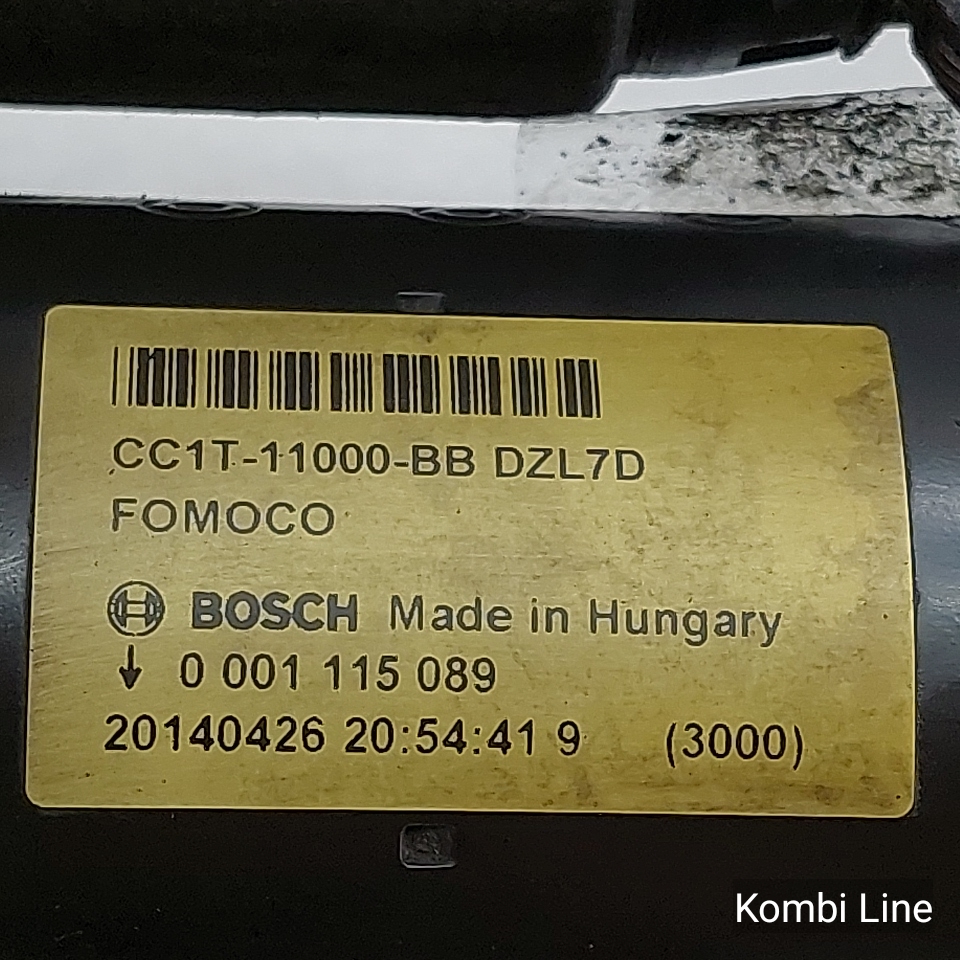 CC1T-11000-BB DZL7D
FOMOCO
BOSCH Made in Hungary
↓ 0 001 115 089
20140426 20:54:41 9 (3000)
Kombi Line